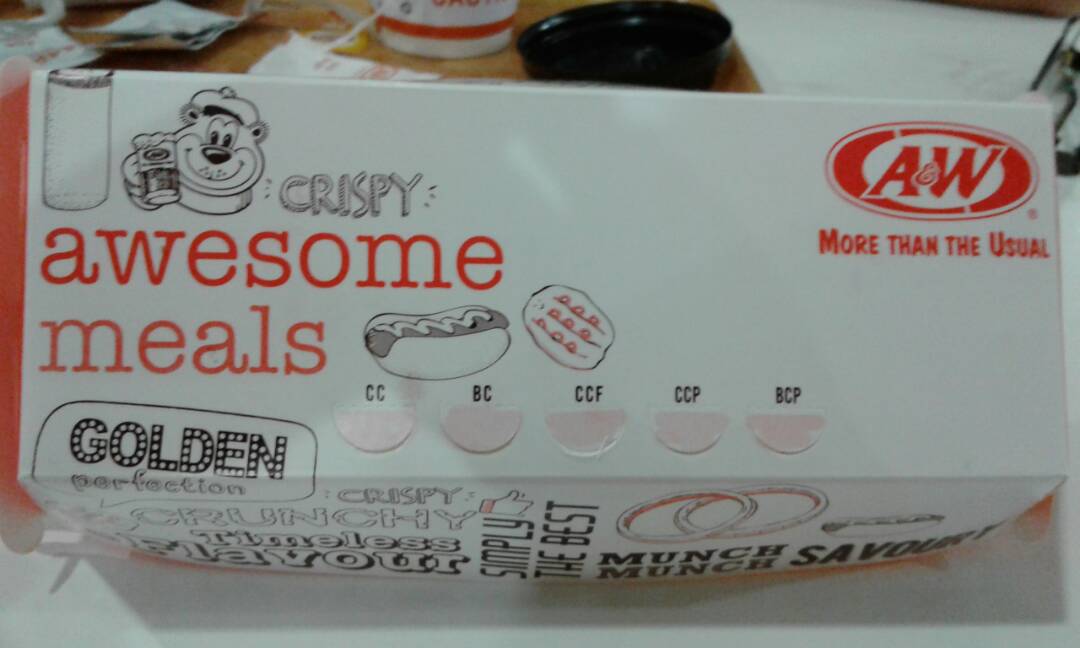 CRISPY
awesome
meals
A&W
®
MORE THAN THE USUAL
CC BC CCF CCP BCP
GOLDEN
perfection
CRISPY
CRUNCHY
Timeless
Flavour
SIMPLY
THE BEST
MUNCH
MUNCH
SAVOURY